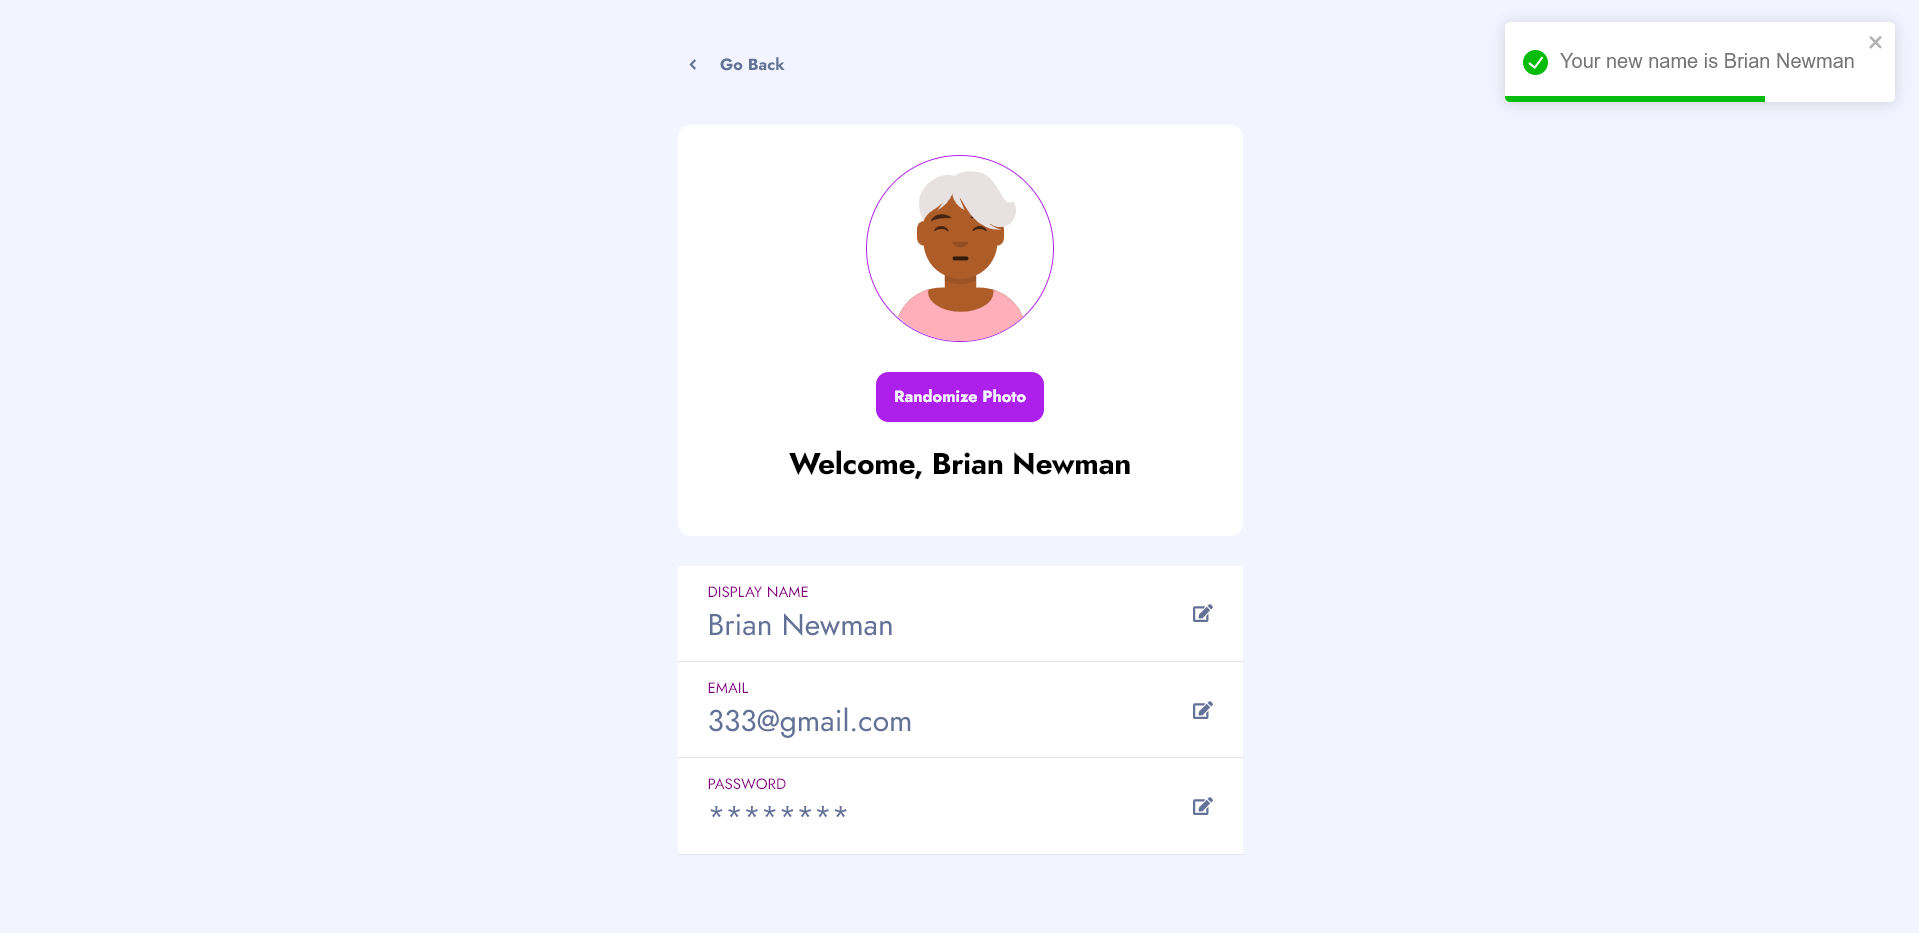 Go Back
Your new name is Brian Newman
Randomize Photo
Welcome, Brian Newman
DISPLAY NAME
Brian Newman
EMAIL
333@gmail.com
PASSWORD
********